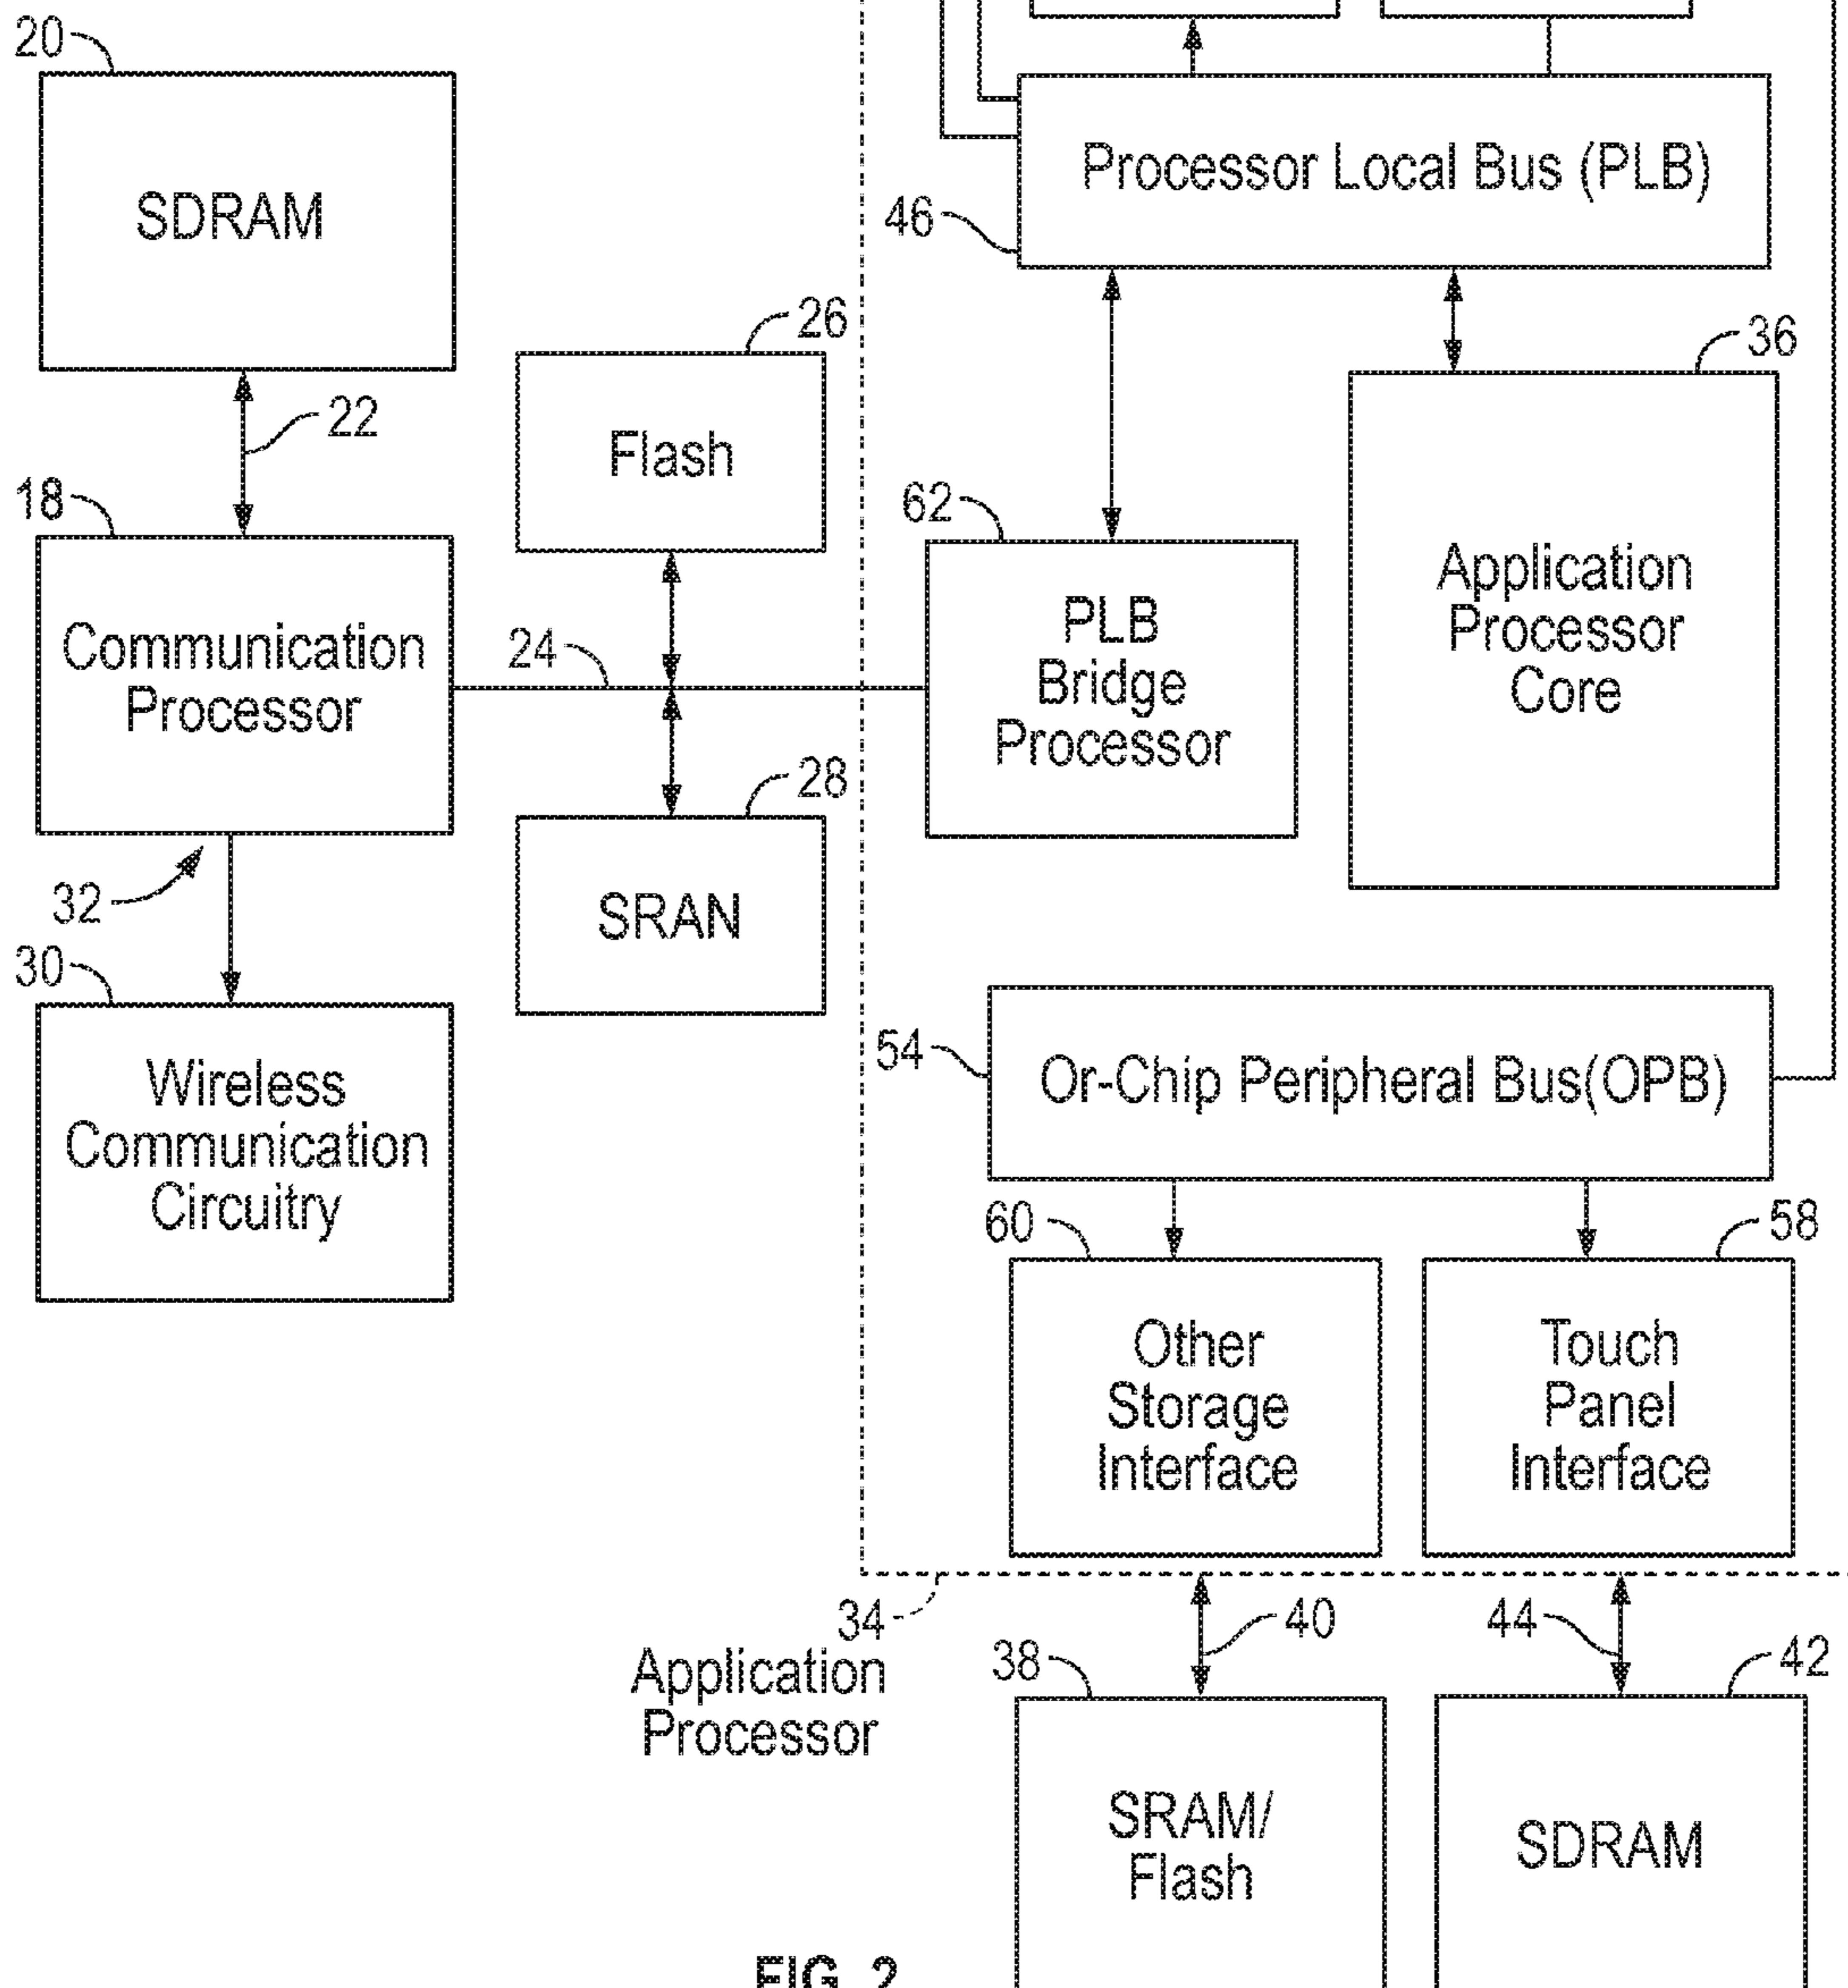 20
SDRAM
22
18
Communication
Processor
32
30
Wireless
Communication
Circuitry
26
Flash
24
28
SRAN
Processor Local Bus (PLB)
46
36
62
PLB
Bridge
Processor
Application
Processor
Core
54
Or-Chip Peripheral Bus(OPB)
60
58
Other
Storage
Interface
Touch
Panel
Interface
34
Application
Processor
40
44
38
42
SRAM/
Flash
SDRAM
FIG. 2